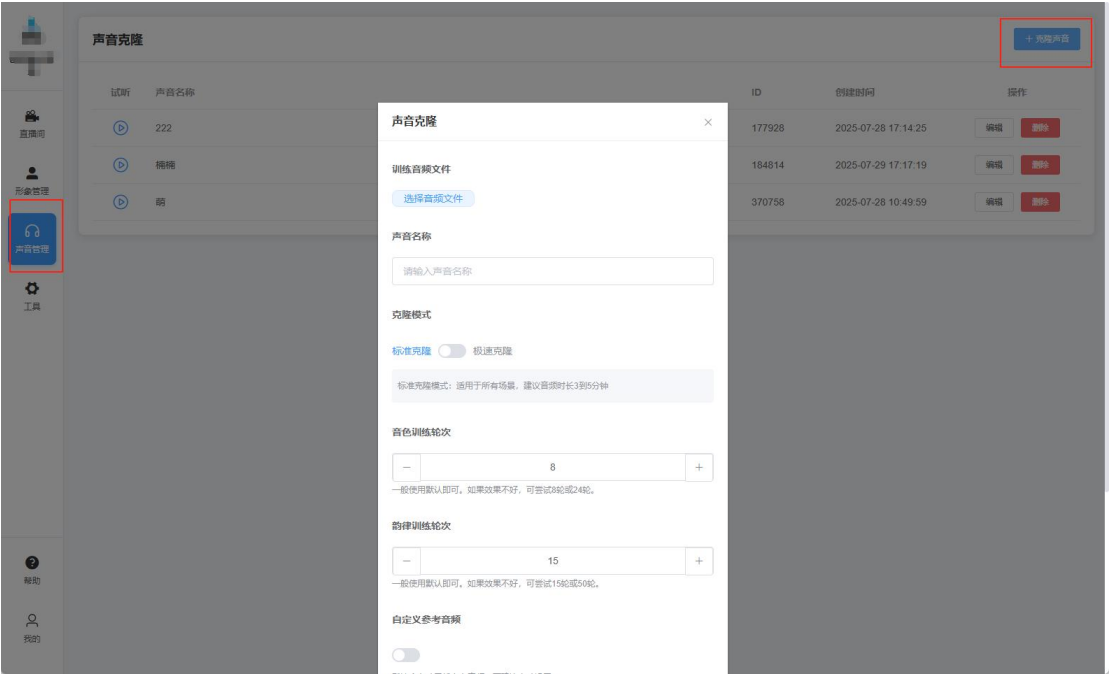 声音克隆
+ 克隆声音
试听 声音名称 ID 创建时间 操作
222 177928 2025-07-28 17:14:25 编辑 删除
楠楠 184814 2025-07-29 17:17:19 编辑 删除
萌 370758 2025-07-28 10:49:59 编辑 删除
直播间
形象管理
声音管理
工具
帮助
我的
声音克隆
训练音频文件
选择音频文件
声音名称
请输入声音名称
克隆模式
标准克隆 极速克隆
标准克隆模式：适用于所有场景，建议音频时长3到5分钟
音色训练轮次
8
一般使用默认即可。如果效果不好，可尝试8轮或24轮。
韵律训练轮次
15
一般使用默认即可。如果效果不好，可尝试15轮或50轮。
自定义参考音频